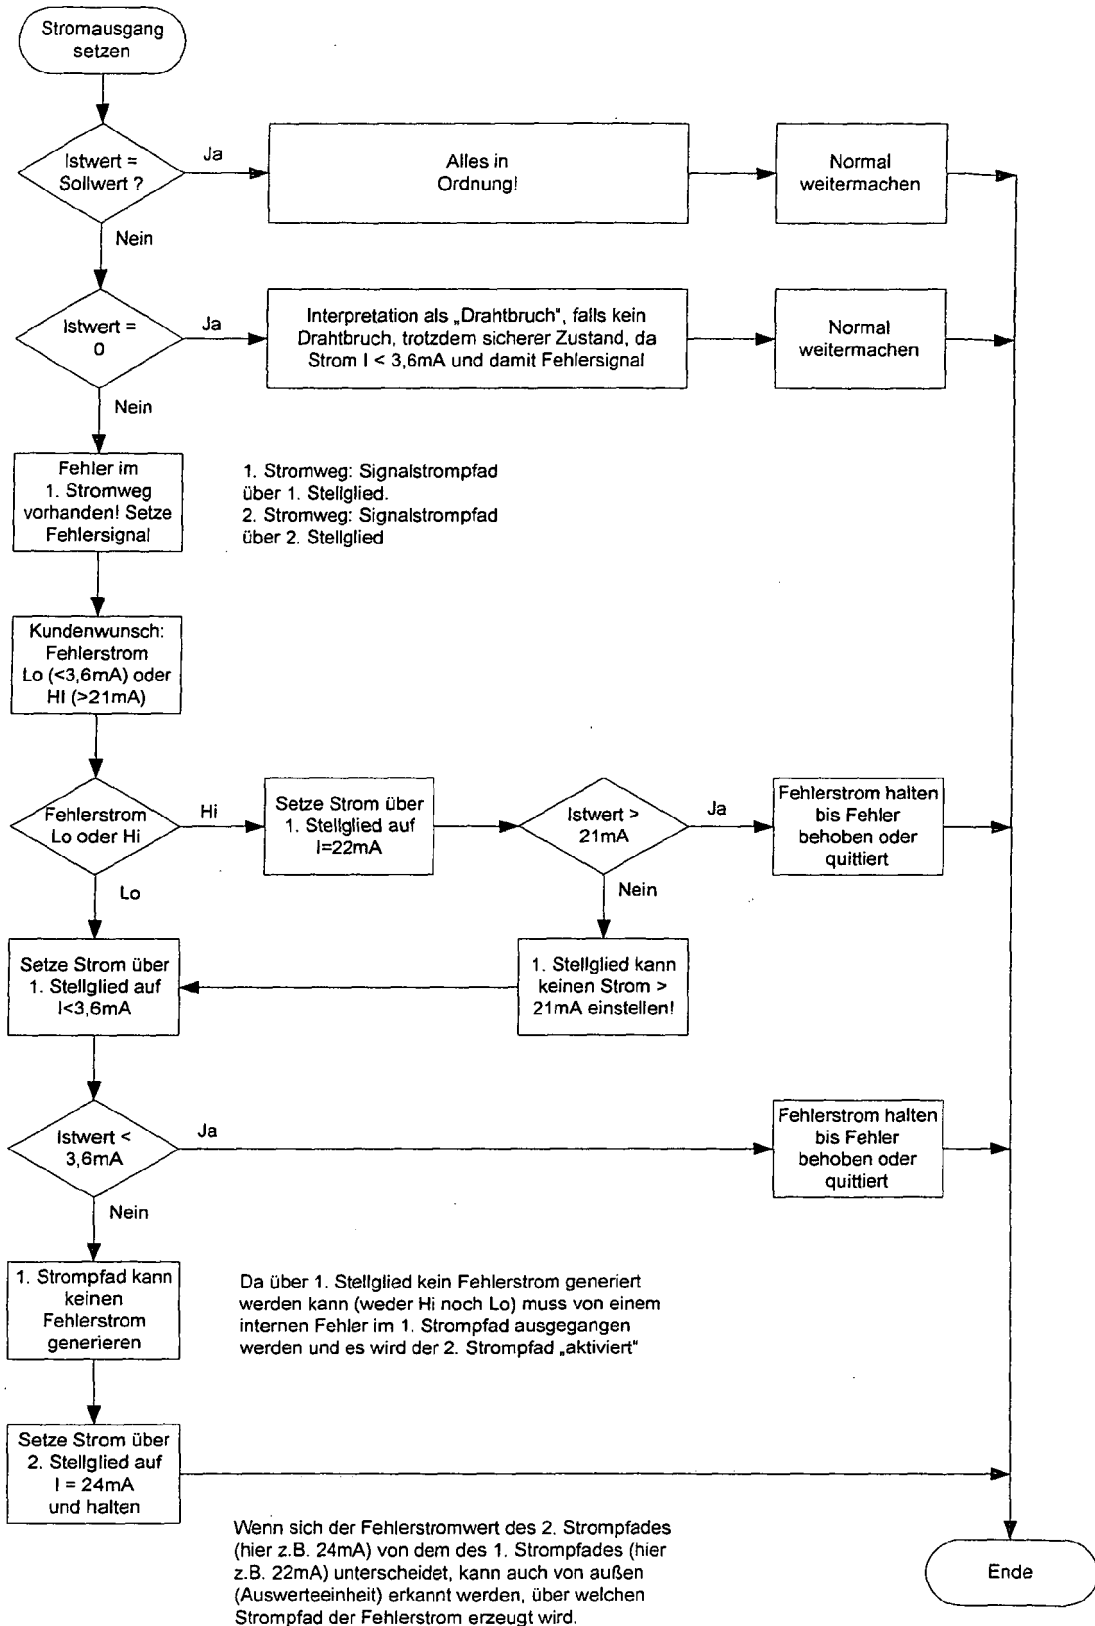 Stromausgang
setzen
Istwert =
Sollwert ?
Ja
Alles in
Ordnung!
Normal
weitermachen
Nein
Istwert =
0
Ja
Interpretation als „Drahtbruch“, falls kein
Drahtbruch, trotzdem sicherer Zustand, da
Strom I < 3,6mA und damit Fehlersignal
Normal
weitermachen
Nein
Fehler im
1. Stromweg
vorhanden! Setze
Fehlersignal
1. Stromweg: Signalstrompfad
über 1. Stellglied.
2. Stromweg: Signalstrompfad
über 2. Stellglied
Kundenwunsch:
Fehlerstrom
Lo (<3,6mA) oder
HI (>21mA)
Fehlerstrom
Lo oder Hi
Hi
Setze Strom über
1. Stellglied auf
I=22mA
Istwert >
21mA
Ja
Fehlerstrom halten
bis Fehler
behoben oder
quittiert
Lo
Nein
Setze Strom über
1. Stellglied auf
I<3,6mA
1. Stellglied kann
keinen Strom >
21mA einstellen!
Istwert <
3,6mA
Ja
Fehlerstrom halten
bis Fehler
behoben oder
quittiert
Nein
1. Strompfad kann
keinen
Fehlerstrom
generieren
Da über 1. Stellglied kein Fehlerstrom generiert
werden kann (weder Hi noch Lo) muss von einem
internen Fehler im 1. Strompfad ausgegangen
werden und es wird der 2. Strompfad „aktiviert“
Setze Strom über
2. Stellglied auf
I = 24mA
und halten
Wenn sich der Fehlerstromwert des 2. Strompfades
(hier z.B. 24mA) von dem des 1. Strompfades (hier
z.B. 22mA) unterscheidet, kann auch von außen
(Auswerteeinheit) erkannt werden, über welchen
Strompfad der Fehlerstrom erzeugt wird.
Ende